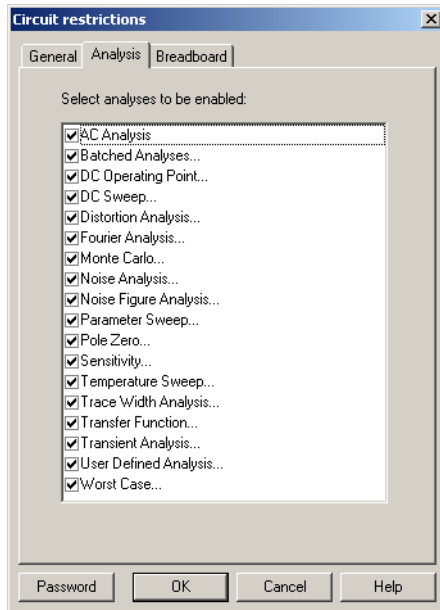 Circuit restrictions
General Analysis Breadboard
Select analyses to be enabled:
AC Analysis
Batched Analyses...
DC Operating Point...
DC Sweep...
Distortion Analysis...
Fourier Analysis...
Monte Carlo...
Noise Analysis...
Noise Figure Analysis...
Parameter Sweep...
Pole Zero...
Sensitivity...
Temperature Sweep...
Trace Width Analysis...
Transfer Function...
Transient Analysis...
User Defined Analysis...
Worst Case...
Password OK Cancel Help